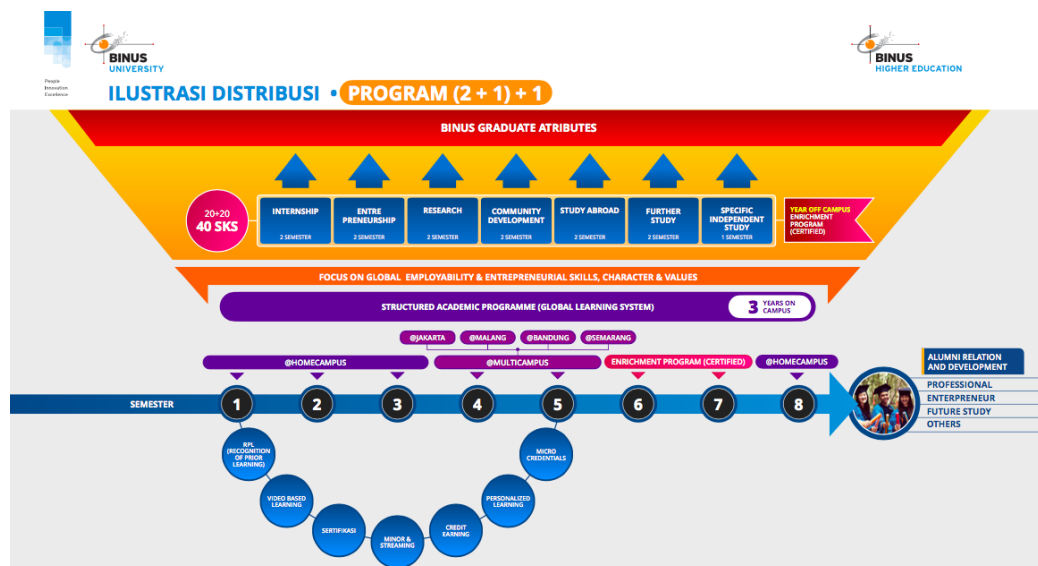 People
Innovation
Excellence
BINUS
UNIVERSITY
BINUS
HIGHER EDUCATION
ILUSTRASI DISTRIBUSI • PROGRAM (2 + 1) + 1
BINUS GRADUATE ATRIBUTES
20+20
40 SKS
INTERNSHIP
2 SEMESTER
ENTRE
PRENEURSHIP
2 SEMESTER
RESEARCH
2 SEMESTER
COMMUNITY
DEVELOPMENT
2 SEMESTER
STUDY ABROAD
2 SEMESTER
FURTHER
STUDY
2 SEMESTER
SPECIFIC
INDEPENDENT
STUDY
1 SEMESTER
YEAR OFF CAMPUS
ENRICHMENT
PROGRAM
(CERTIFIED)
FOCUS ON GLOBAL EMPLOYABILITY & ENTREPRENEURIAL SKILLS, CHARACTER & VALUES
STRUCTURED ACADEMIC PROGRAMME (GLOBAL LEARNING SYSTEM)
3 YEARS ON
CAMPUS
@JAKARTA
@MALANG
@BANDUNG
@SEMARANG
@HOMECAMPUS
@MULTICAMPUS
ENRICHMENT PROGRAM (CERTIFIED)
@HOMECAMPUS
SEMESTER
1
2
3
4
5
6
7
8
ALUMNI RELATION
AND DEVELOPMENT
PROFESSIONAL
ENTERPRENEUR
FUTURE STUDY
OTHERS
RPL
(RECOGNITION
OF PRIOR
LEARNING)
VIDEO BASED
LEARNING
SERTIFIKASI
MINOR &
STREAMING
CREDIT
EARNING
PERSONALIZED
LEARNING
MICRO
CREDENTIALS